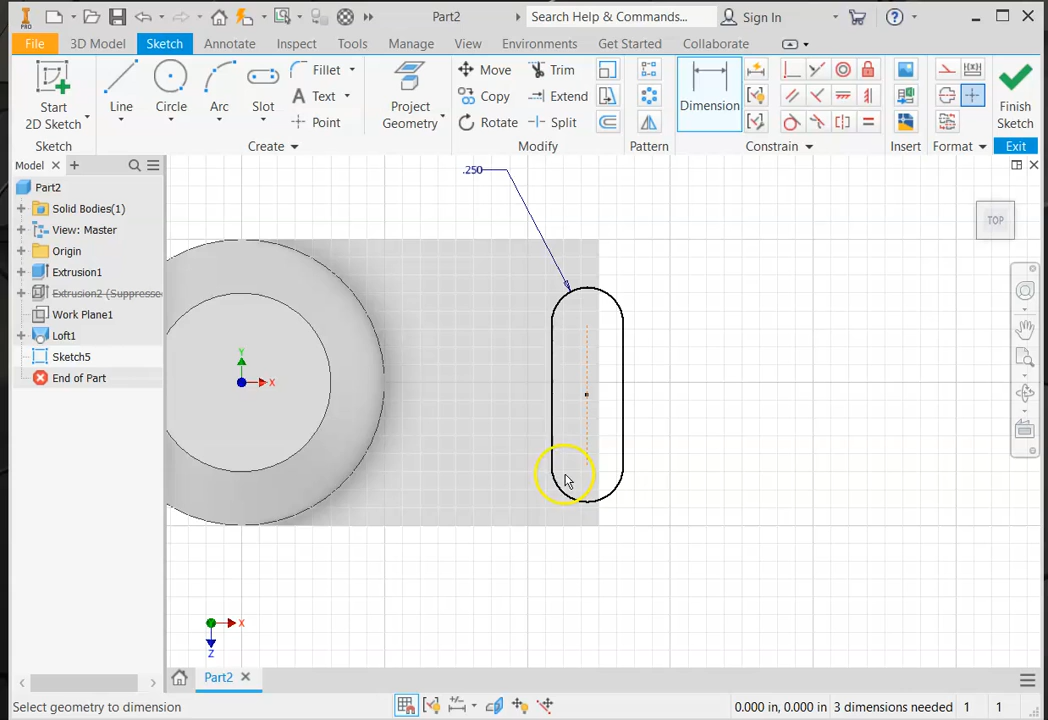 PRO
Part2
Search Help & Commands...
Sign In
File
3D Model
Sketch
Annotate
Inspect
Tools
Manage
View
Environments
Get Started
Collaborate
Start
2D Sketch
Line
Circle
Arc
Slot
Fillet
Text
Point
Project
Geometry
Move
Copy
Rotate
Trim
Extend
Split
Dimension
Finish
Sketch
Sketch
Create
Modify
Pattern
Constrain
Insert
Format
Exit
Model
Part2
Solid Bodies(1)
View: Master
Origin
Extrusion1
Extrusion2 (Suppresse
Work Plane1
Loft1
Sketch5
End of Part
.250
TOP
Y
X
X
Z
Part2
Select geometry to dimension
0.000 in, 0.000 in
3 dimensions needed
1
1